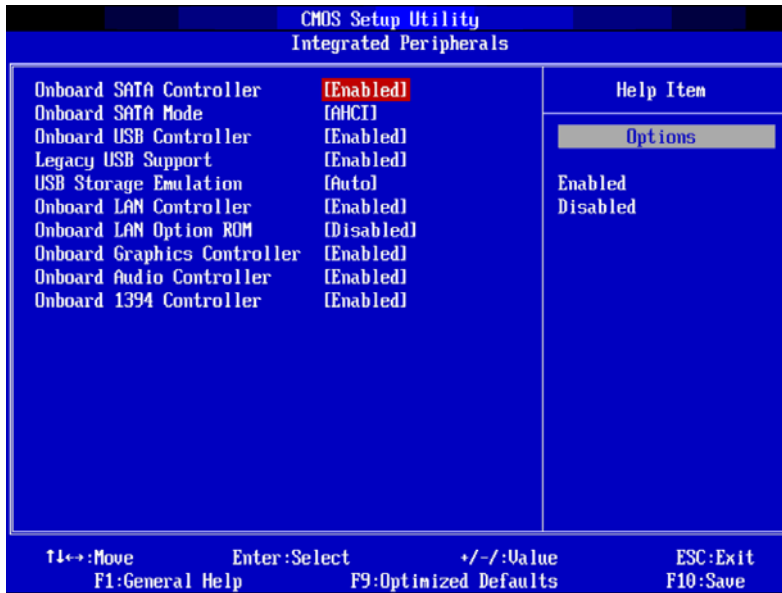 CMOS Setup Utility
Integrated Peripherals
Onboard SATA Controller [Enabled]
Onboard SATA Mode [AHCI]
Onboard USB Controller [Enabled]
Legacy USB Support [Enabled]
USB Storage Emulation [Auto]
Onboard LAN Controller [Enabled]
Onboard LAN Option ROM [Disabled]
Onboard Graphics Controller [Enabled]
Onboard Audio Controller [Enabled]
Onboard 1394 Controller [Enabled]
Help Item
Options
Enabled
Disabled
↑↓↔:Move Enter:Select +/-/:Value ESC:Exit
F1:General Help F9:Optimized Defaults F10:Save